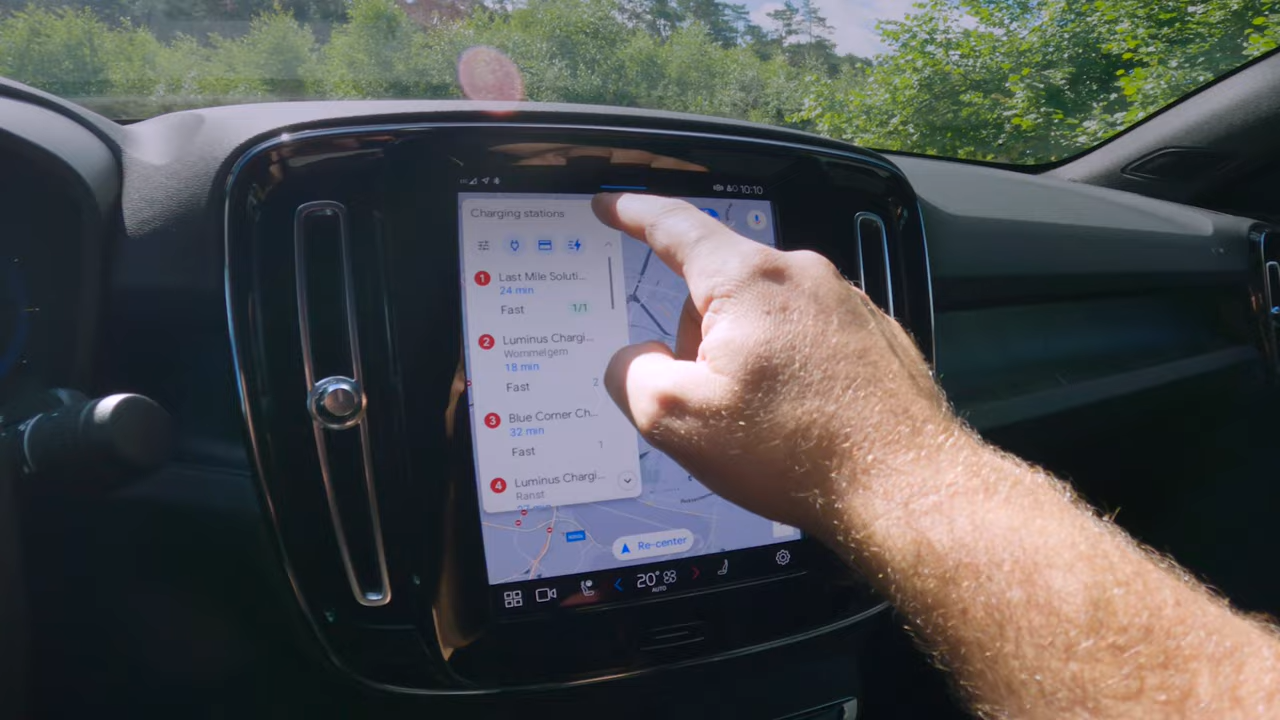 10:10
Charging stations
1 Last Mile Soluti...
24 min
Fast 1/1
2 Luminus Chargi...
Wommelgem
18 min
Fast 2
3 Blue Corner Ch...
32 min
Fast 1
4 Luminus Chargi...
Ranst
Re-center
20°
AUTO